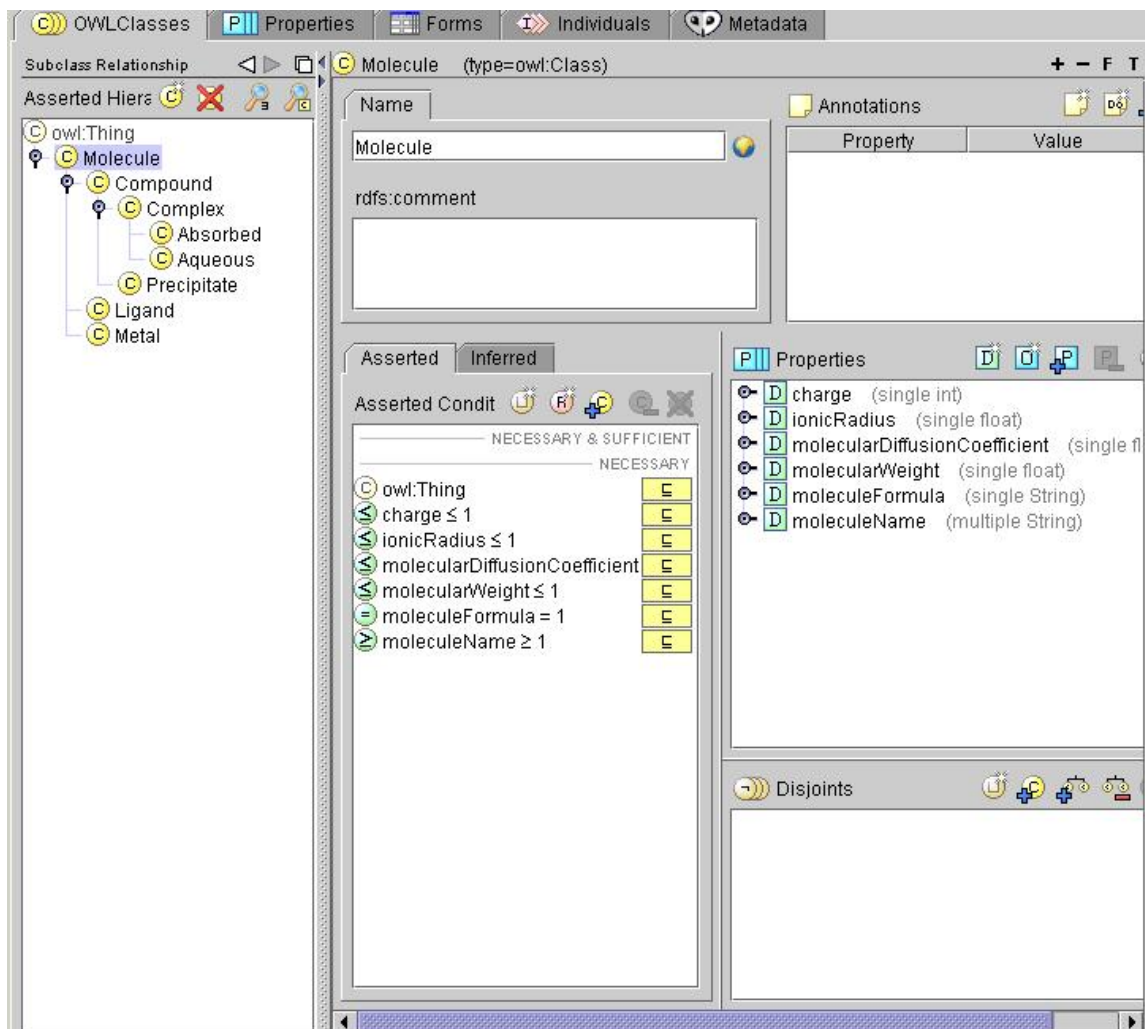 OWLClasses Properties Forms Individuals Metadata
Subclass Relationship
Asserted Hiera
owl:Thing
Molecule
Compound
Complex
Absorbed
Aqueous
Precipitate
Ligand
Metal
Molecule (type=owl:Class) + − F T
Name
Molecule
rdfs:comment
Annotations
Property Value
Asserted Inferred
Asserted Condit
NECESSARY & SUFFICIENT
NECESSARY
owl:Thing ⊑
charge ≤ 1 ⊑
ionicRadius ≤ 1 ⊑
molecularDiffusionCoefficient ⊑
molecularWeight ≤ 1 ⊑
moleculeFormula = 1 ⊑
moleculeName ≥ 1 ⊑
Properties
charge (single int)
ionicRadius (single float)
molecularDiffusionCoefficient (single fl
molecularWeight (single float)
moleculeFormula (single String)
moleculeName (multiple String)
Disjoints